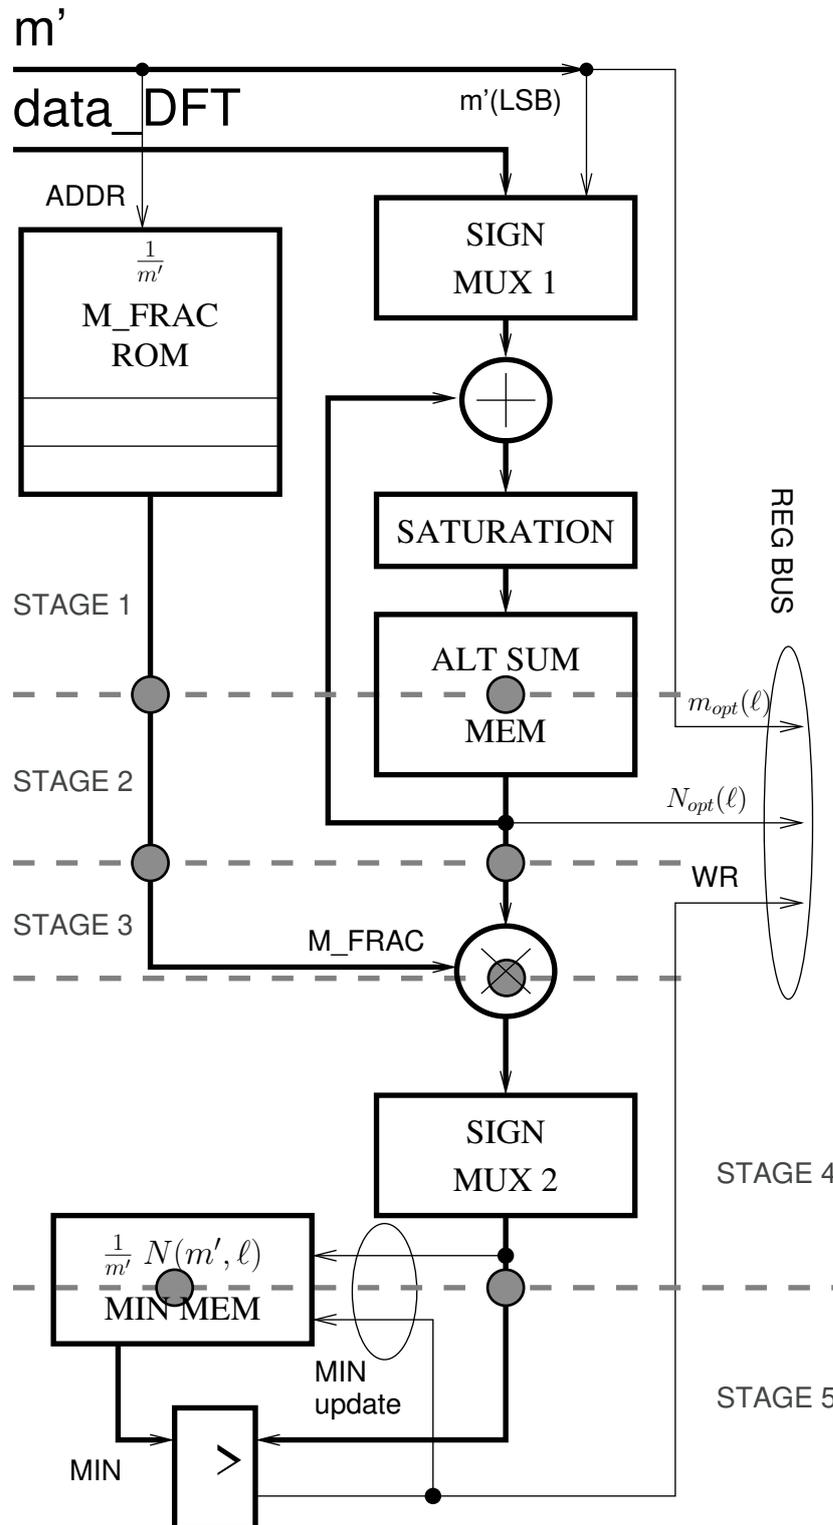 m’
data_DFT
m’(LSB)
ADDR
SIGN
MUX 1
1/m′
M_FRAC
ROM
+
SATURATION
REG BUS
STAGE 1
ALT SUM
MEM
m_opt(ℓ)
STAGE 2
N_opt(ℓ)
WR
STAGE 3
M_FRAC
×
SIGN
MUX 2
STAGE 4
1/m′ N(m′, ℓ)
MIN MEM
MIN
update
STAGE 5
MIN
>